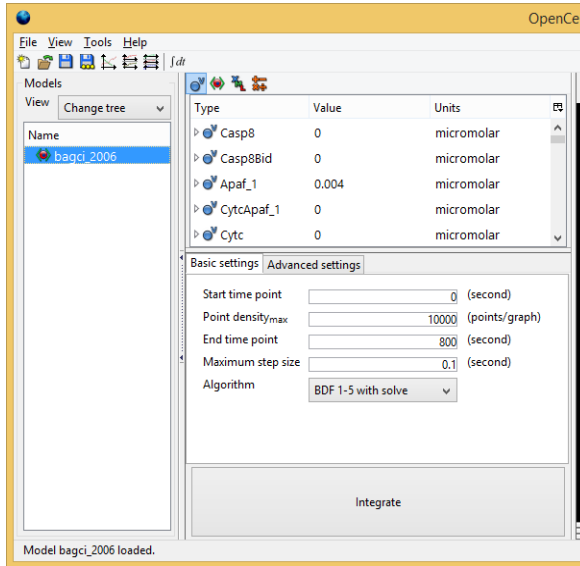 OpenCe
File View Tools Help
∫dt
Models
View Change tree
Name
bagci_2006
Type Value Units
Casp8 0 micromolar
Casp8Bid 0 micromolar
Apaf_1 0.004 micromolar
CytcApaf_1 0 micromolar
Cytc 0 micromolar
Basic settings Advanced settings
Start time point 0 (second)
Point densitymax 10000 (points/graph)
End time point 800 (second)
Maximum step size 0.1 (second)
Algorithm BDF 1-5 with solve
Integrate
Model bagci_2006 loaded.